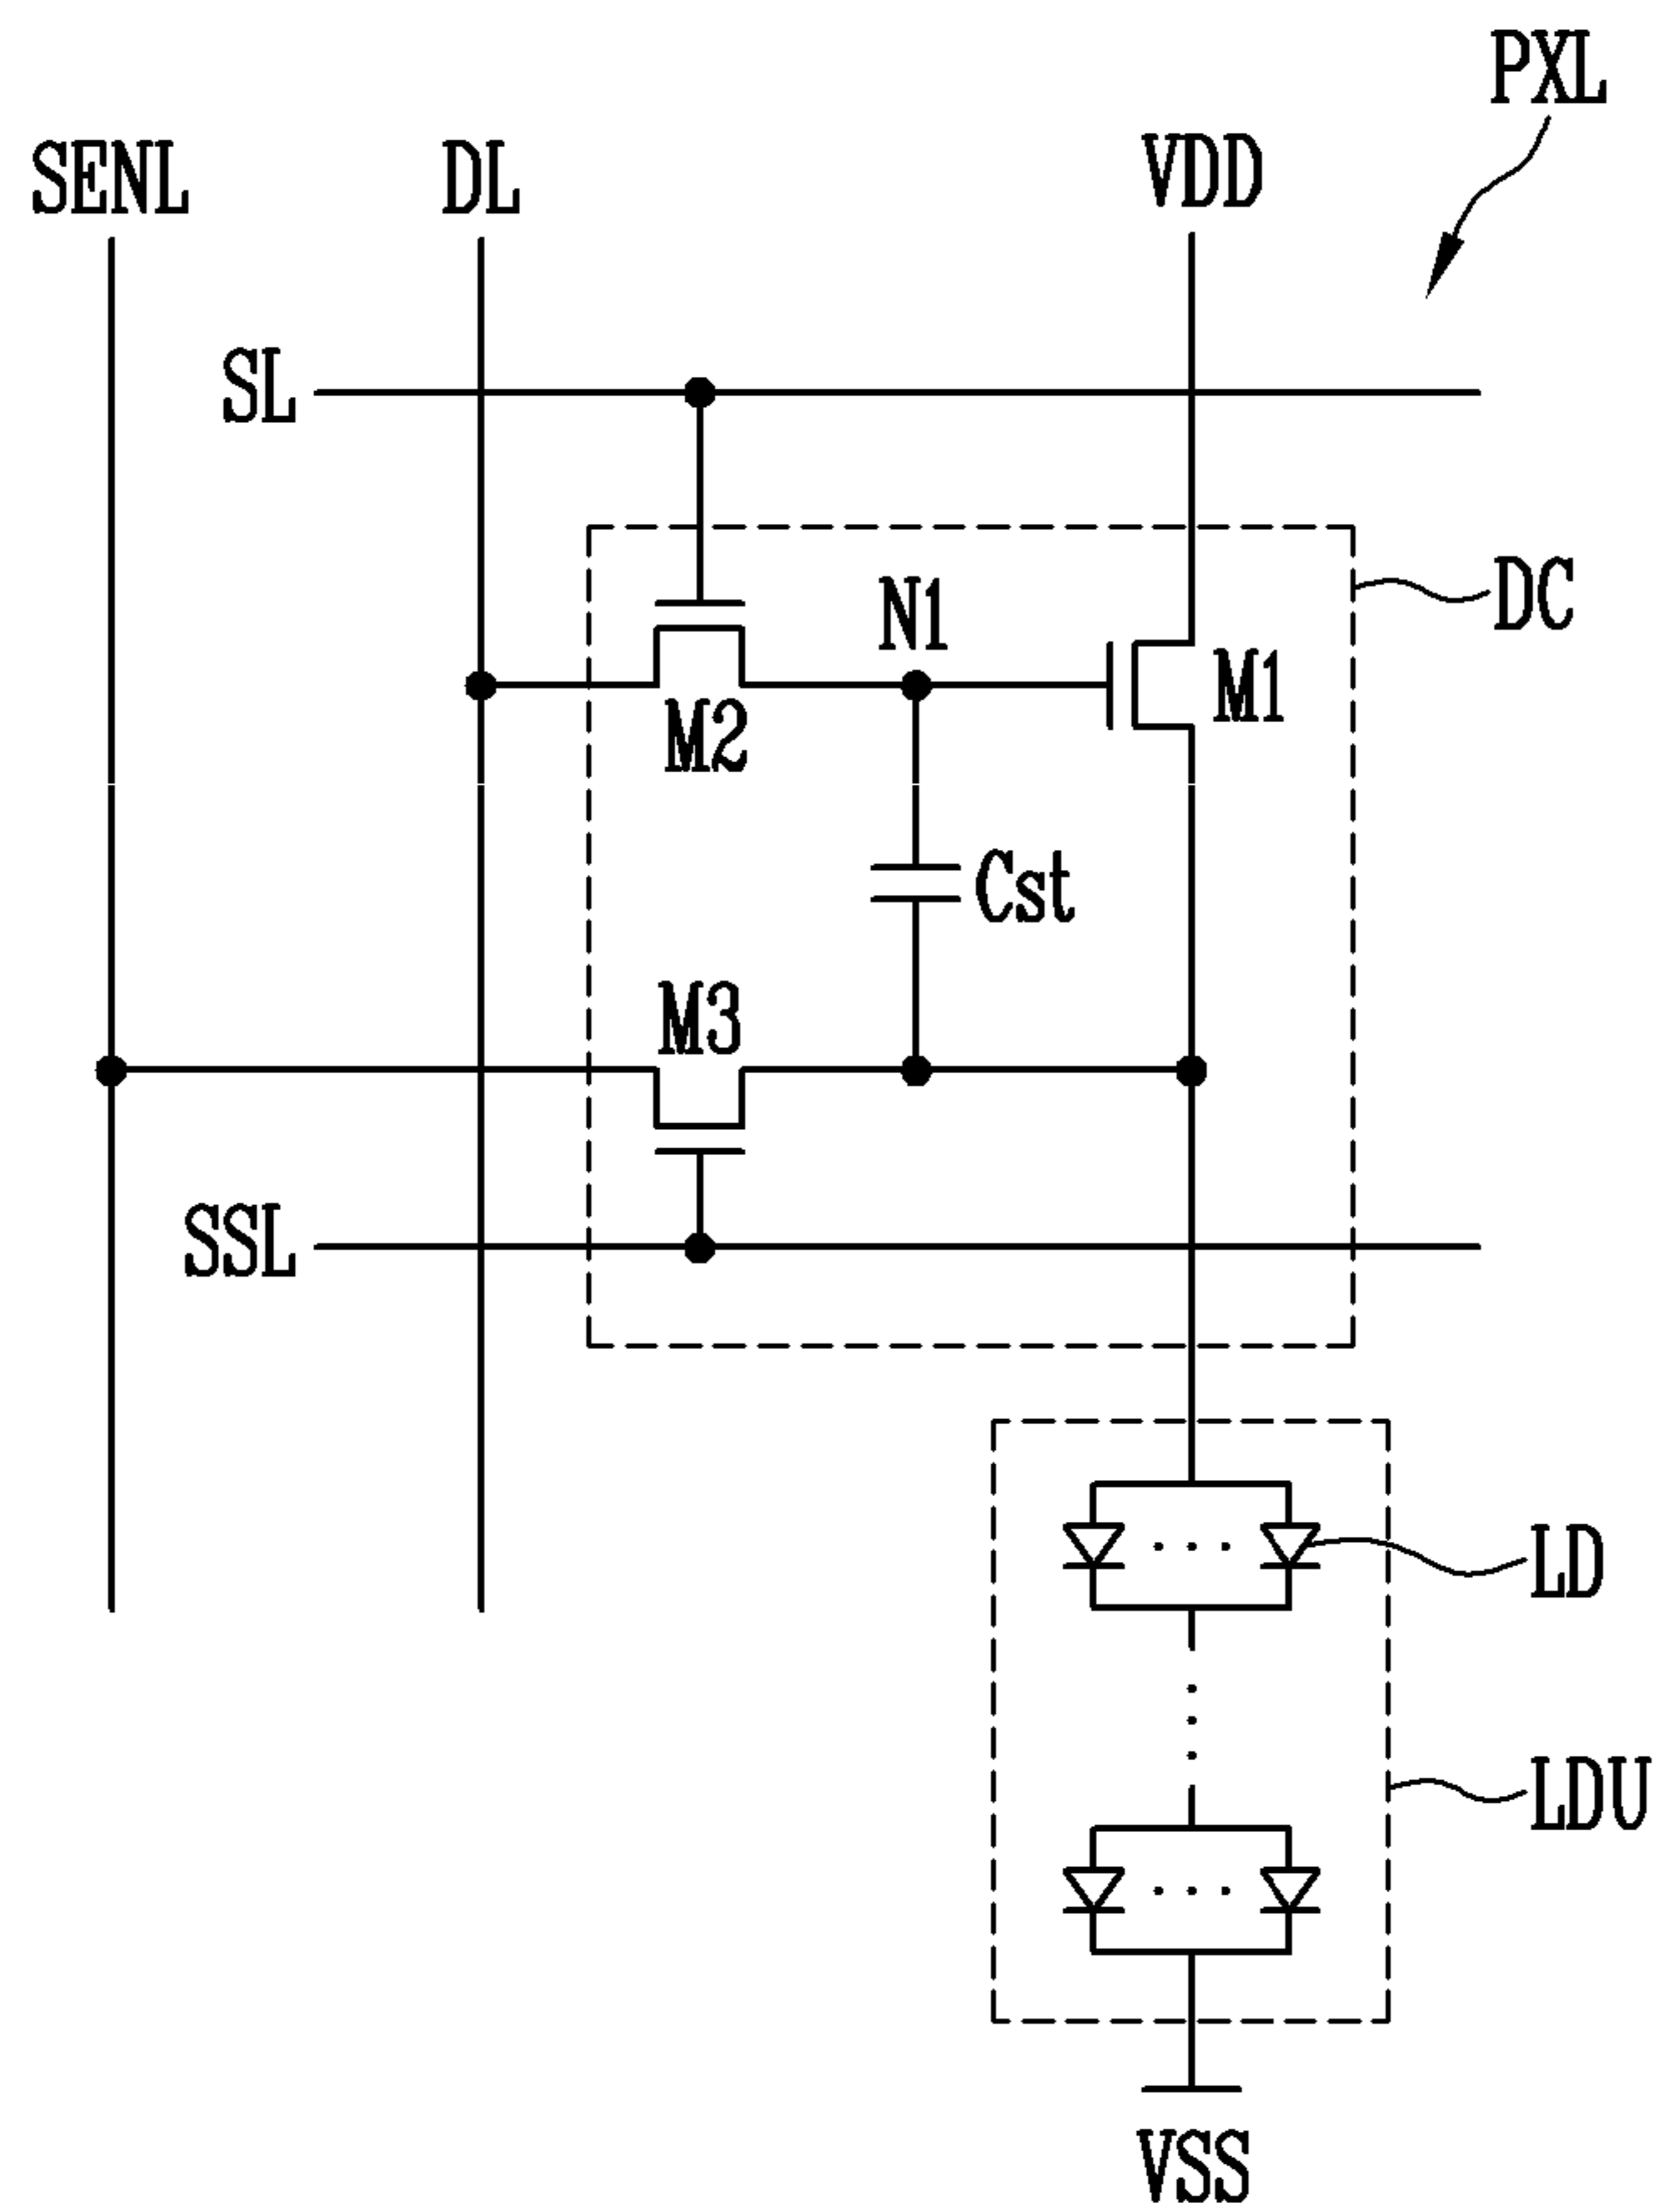 PXL
SENL DL VDD
SL
DC
N1
M1
M2
Cst
M3
SSL
LD
LDU
VSS